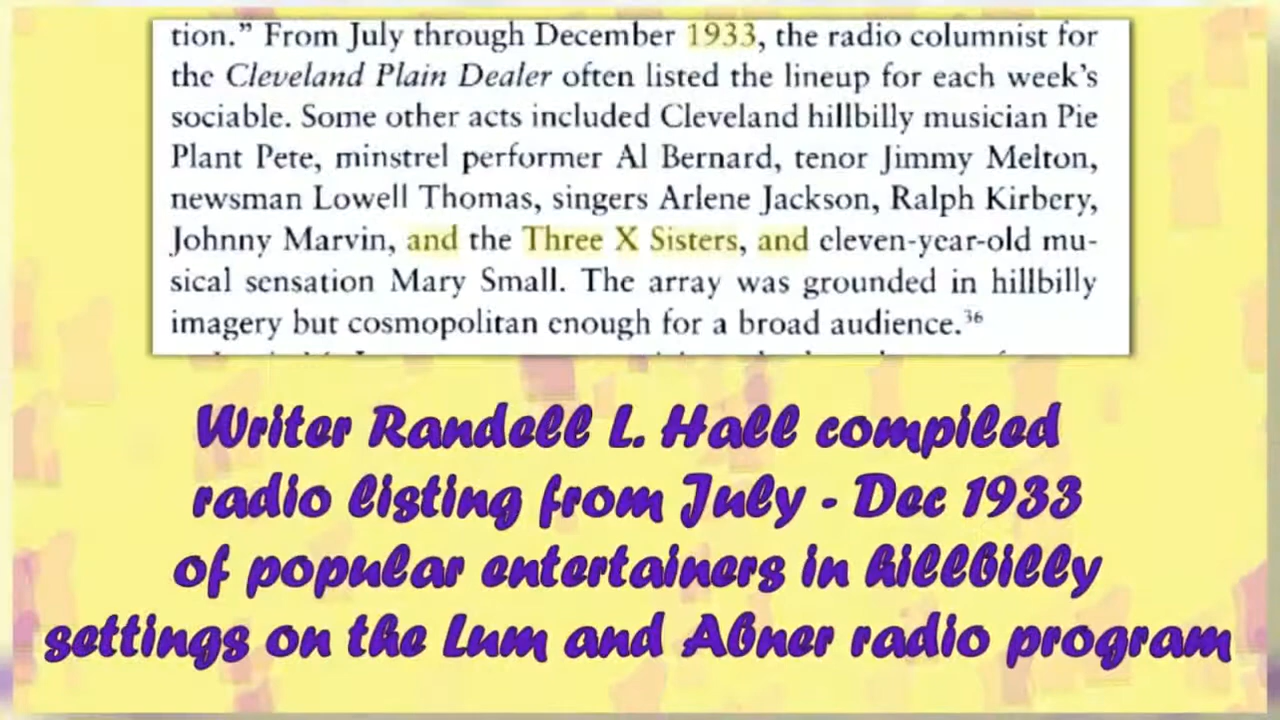 tion.” From July through December 1933, the radio columnist for
the Cleveland Plain Dealer often listed the lineup for each week’s
sociable. Some other acts included Cleveland hillbilly musician Pie
Plant Pete, minstrel performer Al Bernard, tenor Jimmy Melton,
newsman Lowell Thomas, singers Arlene Jackson, Ralph Kirbery,
Johnny Marvin, and the Three X Sisters, and eleven-year-old mu-
sical sensation Mary Small. The array was grounded in hillbilly
imagery but cosmopolitan enough for a broad audience.³⁶
Writer Randell L. Hall compiled
radio listing from July - Dec 1933
of popular entertainers in hillbilly
settings on the Lum and Abner radio program